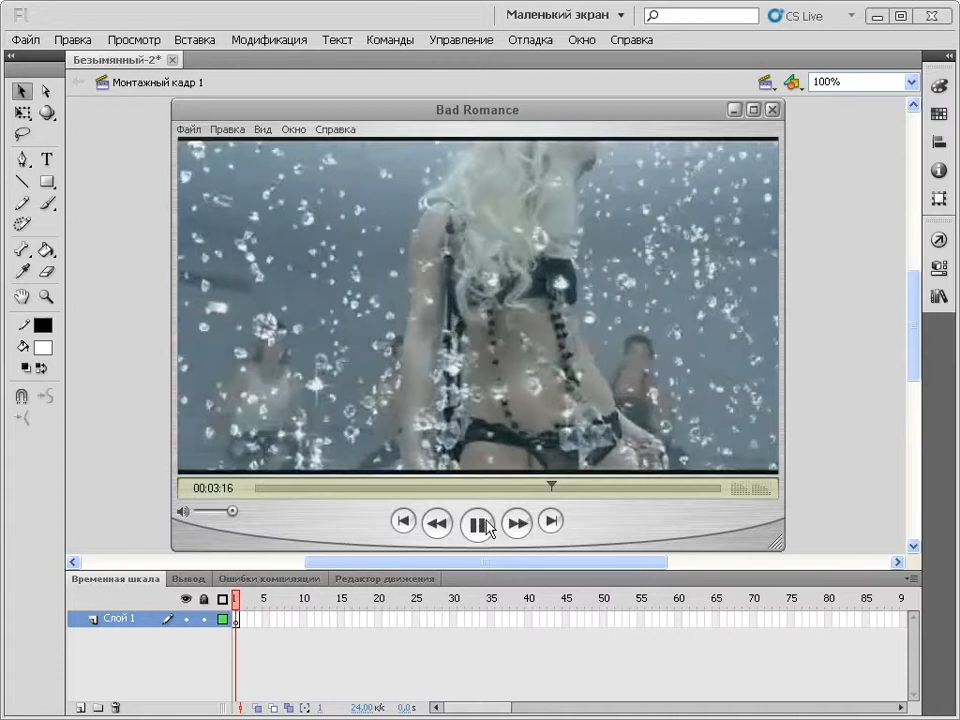 Fl
Маленький экран
CS Live
Файл Правка Просмотр Вставка Модификация Текст Команды Управление Отладка Окно Справка
Безымянный-2*
Монтажный кадр 1
100%
Bad Romance
Файл Правка Вид Окно Справка
00:03:16
Временная шкала Вывод Ошибки компиляции Редактор движения
1 5 10 15 20 25 30 35 40 45 50 55 60 65 70 75 80 85 9
Слой 1
1 24,00 к/с 0,0 s